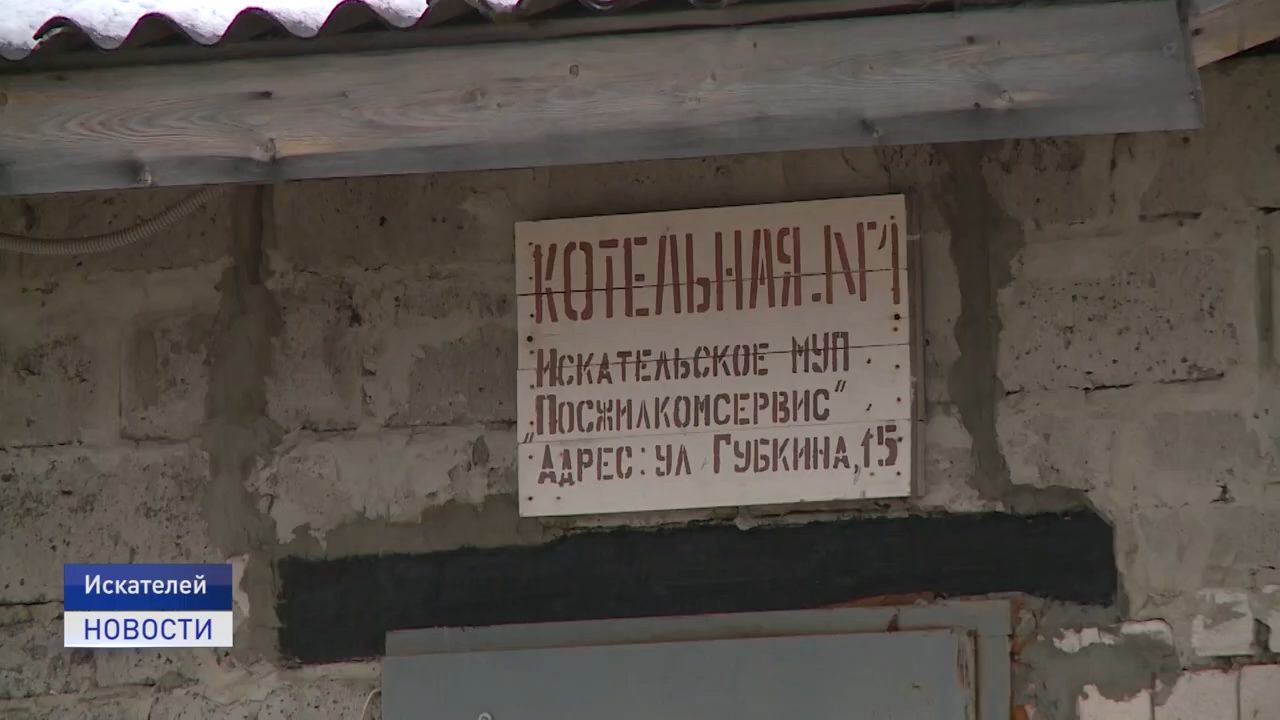 КОТЕЛЬНАЯ.№1
ИСКАТЕЛЬСКОЕ МУП
„ПОСЖИЛКОМСЕРВИС"
АДРЕС: УЛ ГУБКИНА, 15
Искателей
НОВОСТИ